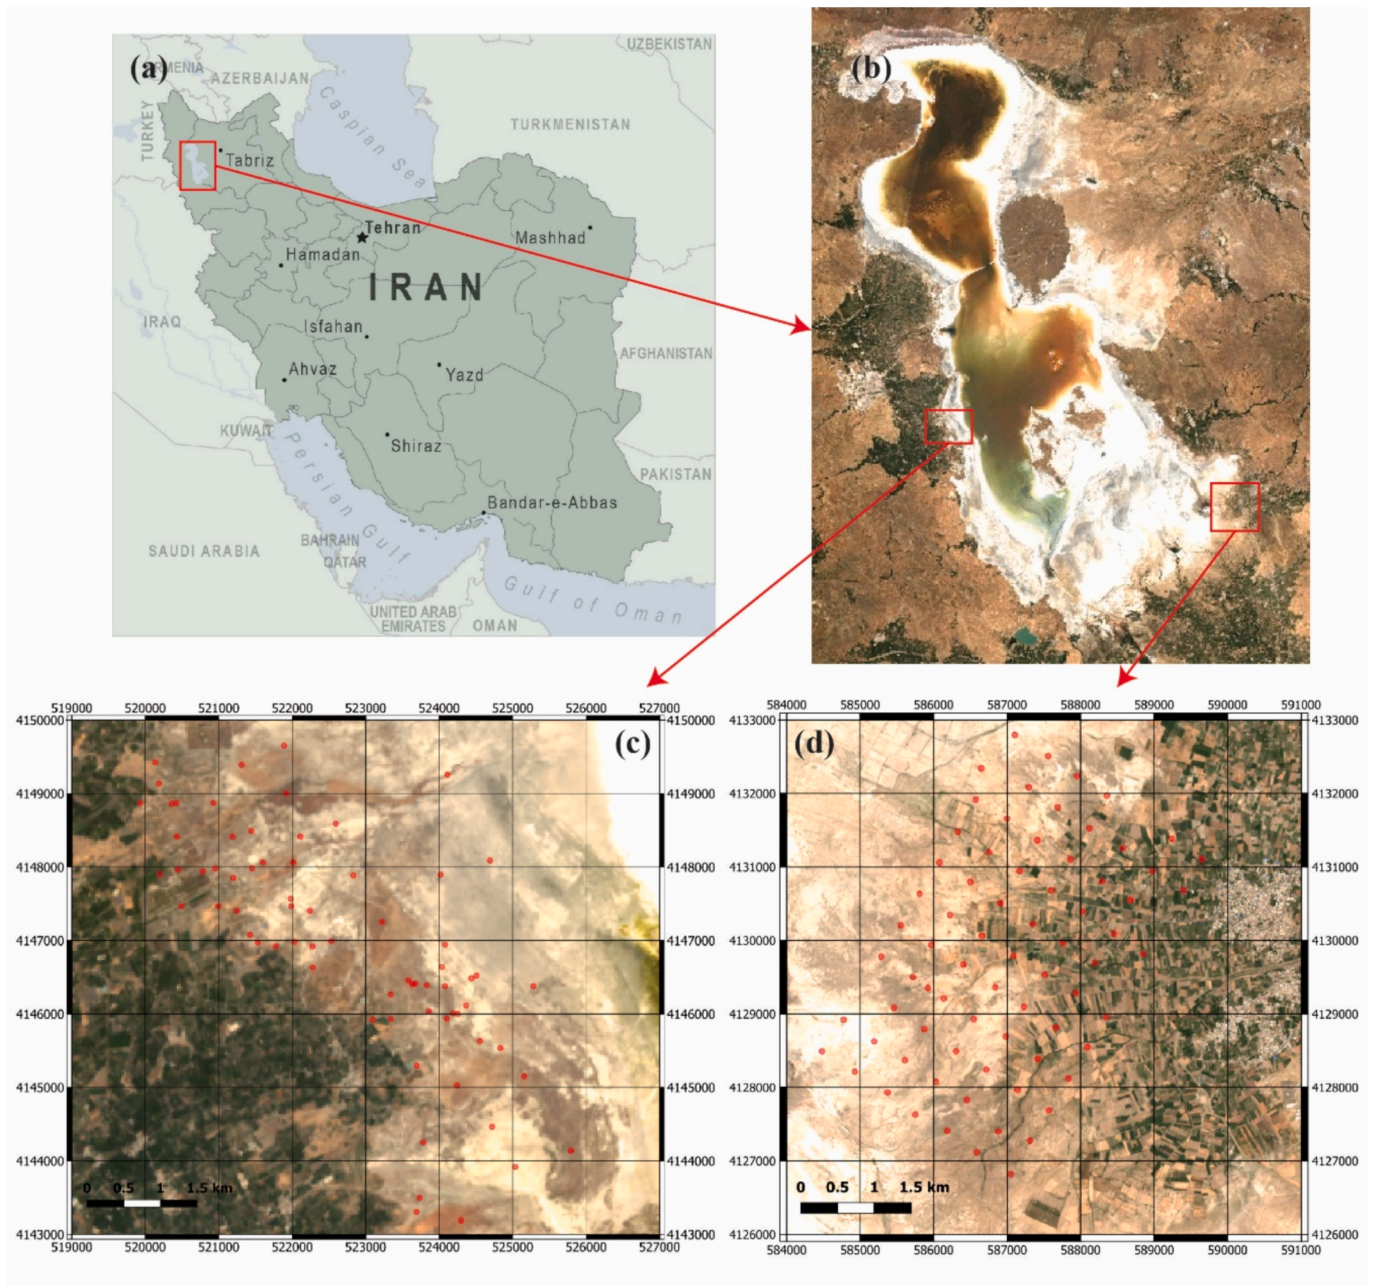 (a)
ARMENIA
AZERBAIJAN
UZBEKISTAN
TURKEY
Caspian Sea
TURKMENISTAN
Tabriz
Tehran
Mashhad
Hamadan
IRAN
Isfahan
IRAQ
AFGHANISTAN
Ahvaz
Yazd
KUWAIT
Shiraz
PAKISTAN
Persian Gulf
Bandar-e-Abbas
BAHRAIN
QATAR
SAUDI ARABIA
Gulf of Oman
UNITED ARAB
EMIRATES
OMAN
(b)
519000 520000 521000 522000 523000 524000 525000 526000 527000
4150000 4150000
(c)
4149000 4149000
4148000 4148000
4147000 4147000
4146000 4146000
4145000 4145000
4144000 4144000
0 0.5 1 1.5 km
4143000 4143000
519000 520000 521000 522000 523000 524000 525000 526000 527000
584000 585000 586000 587000 588000 589000 590000 591000
4133000 4133000
(d)
4132000 4132000
4131000 4131000
4130000 4130000
4129000 4129000
4128000 4128000
4127000 4127000
0 0.5 1 1.5 km
4126000 4126000
584000 585000 586000 587000 588000 589000 590000 591000